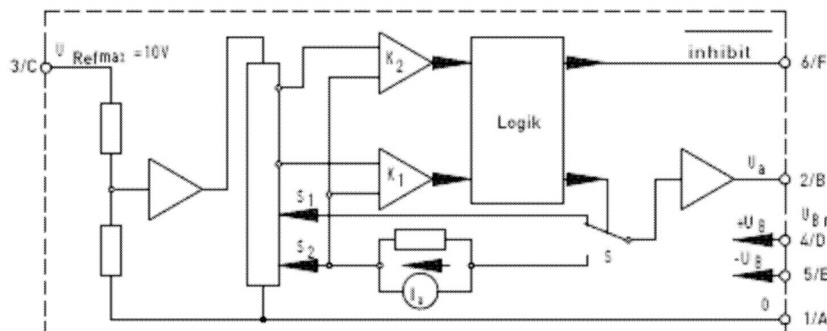 3/C
U Refmax =10V
K2
Logik
inhibit
6/F
K1
Ua
2/B
S1
+UB
4/D
S2
S
-UB
5/E
Ia
0
1/A